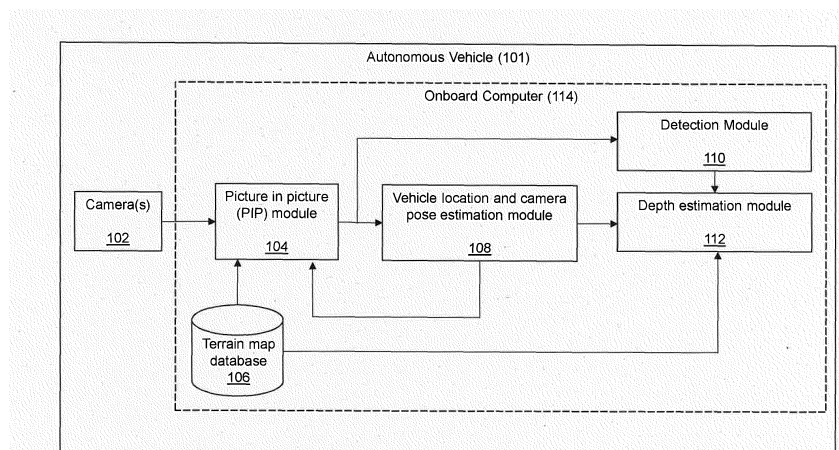 Autonomous Vehicle (101)
Onboard Computer (114)
Detection Module
110
Camera(s)
102
Picture in picture
(PIP) module
104
Vehicle location and camera
pose estimation module
108
Depth estimation module
112
Terrain map
database
106